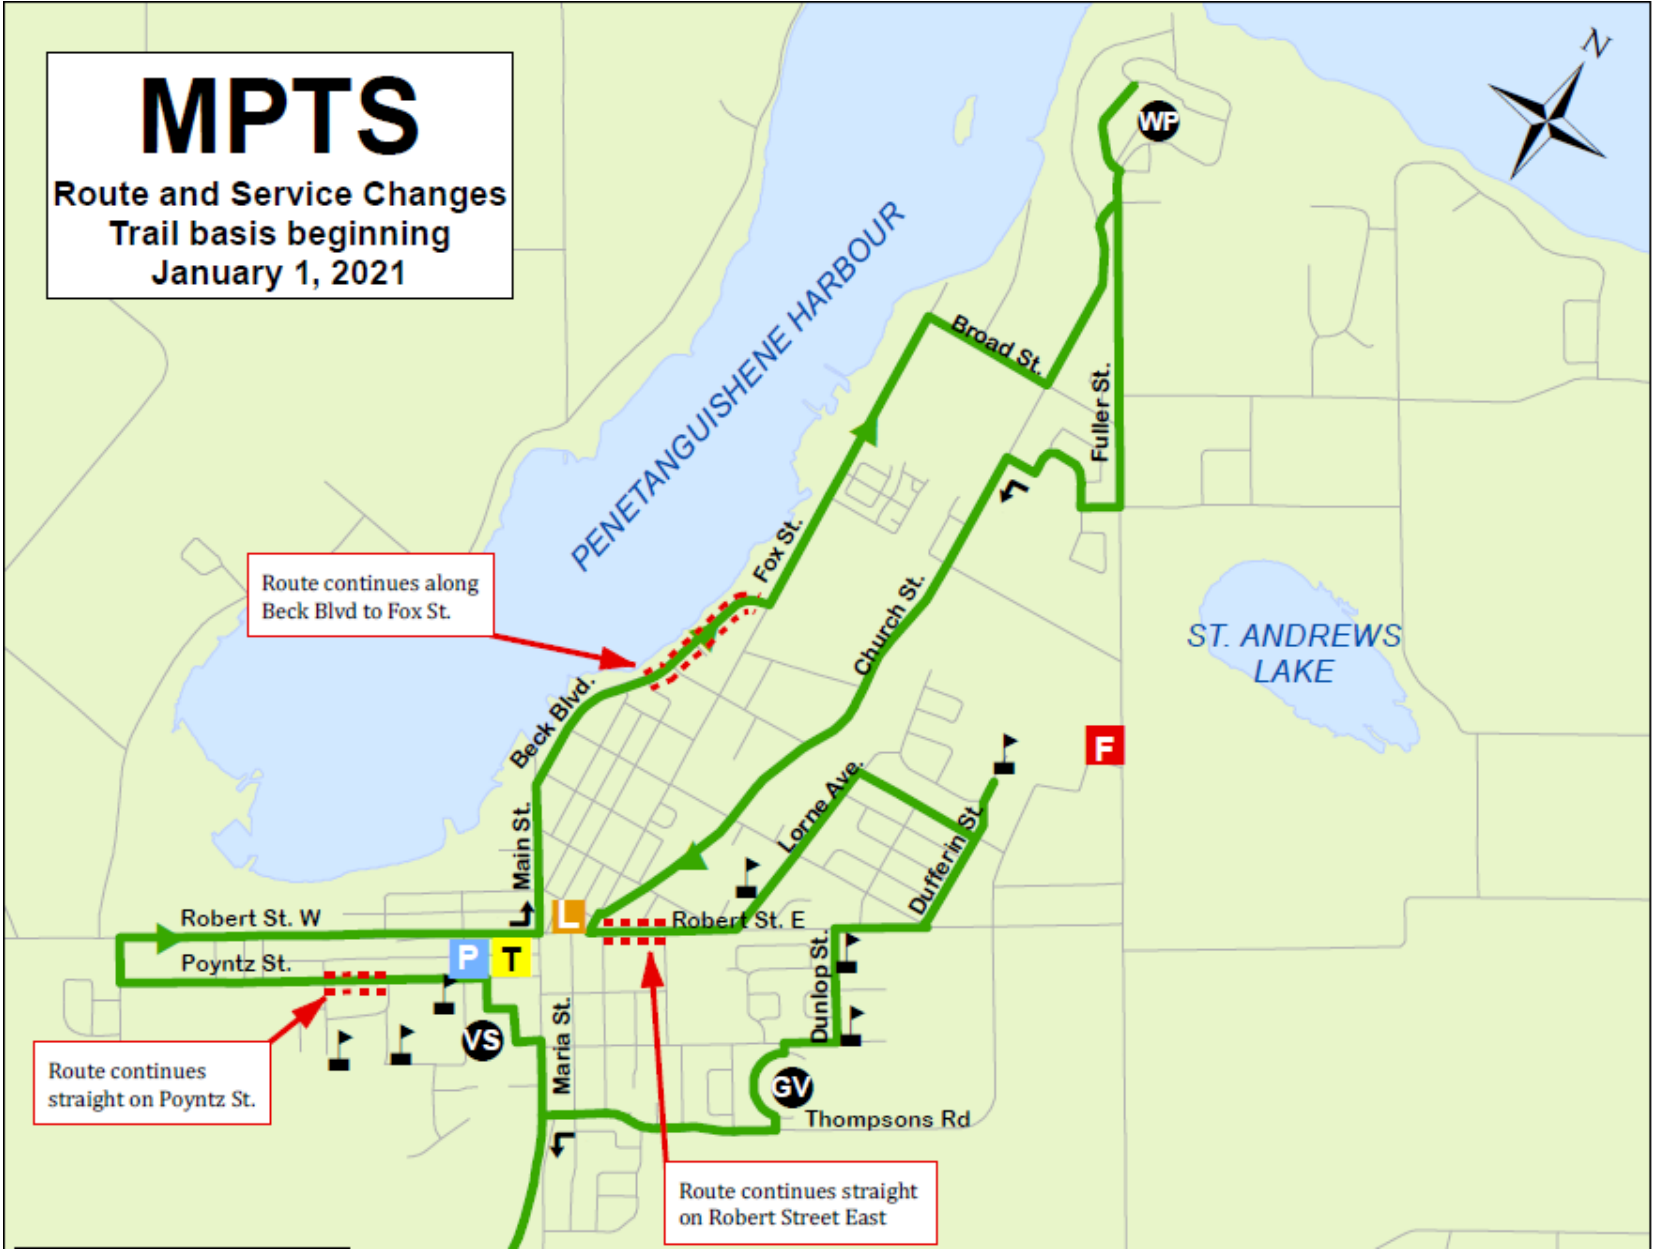 MPTS
Route and Service Changes
Trail basis beginning
January 1, 2021
N
WP
PENETANGUISHENE HARBOUR
Broad St.
Fuller St.
Fox St.
Route continues along
Beck Blvd to Fox St.
Church St.
ST. ANDREWS
LAKE
Beck Blvd.
F
Lorne Ave.
Main St.
Dufferin St.
L
Robert St. W
Robert St. E
P
T
Poyntz St.
Dunlop St.
VS
Maria St.
GV
Route continues
straight on Poyntz St.
Thompsons Rd
Route continues straight
on Robert Street East